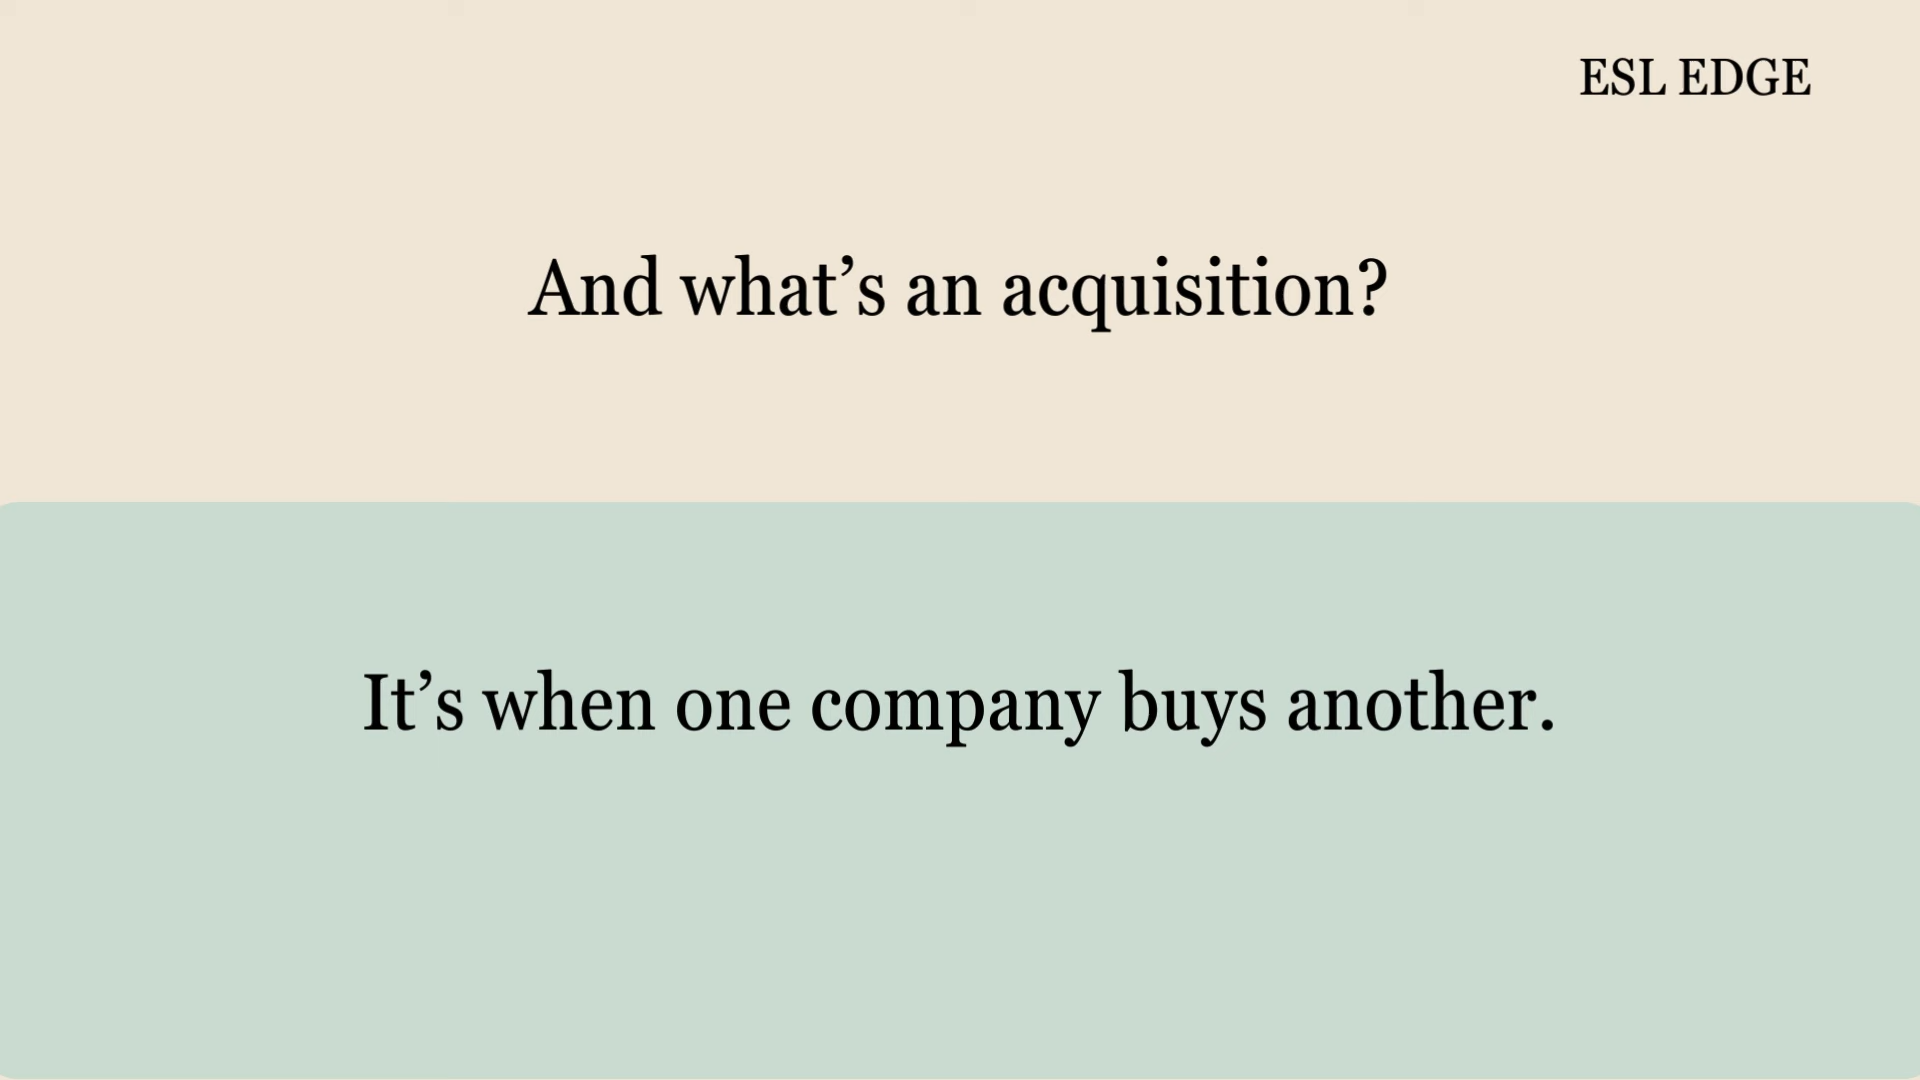 ESL EDGE
And what’s an acquisition?
It’s when one company buys another.